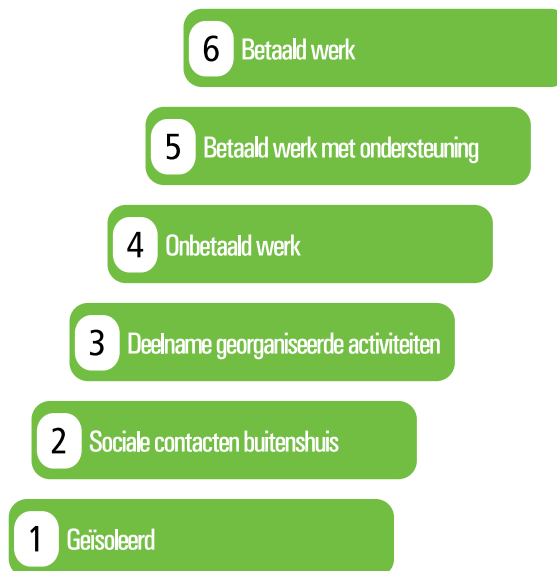 6 Betaald werk
5 Betaald werk met ondersteuning
4 Onbetaald werk
3 Deelname georganiseerde activiteiten
2 Sociale contacten buitenshuis
1 Geïsoleerd